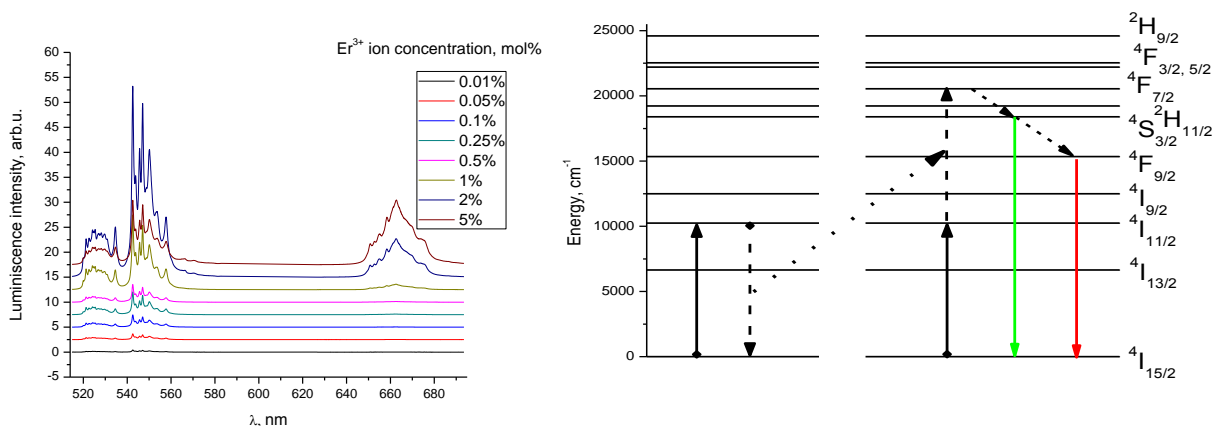 Er3+ ion concentration, mol%
0.01%
0.05%
0.1%
0.25%
0.5%
1%
2%
5%
Luminiscence intensity, arb.u.
60
55
50
45
40
35
30
25
20
15
10
5
0
-5
520 540 560 580 600 620 640 660 680
λ, nm
Energy, cm-1
25000
20000
15000
10000
5000
0
2H9/2
4F3/2, 5/2
4F7/2
2H11/2
4S3/2
4F9/2
4I9/2
4I11/2
4I13/2
4I15/2